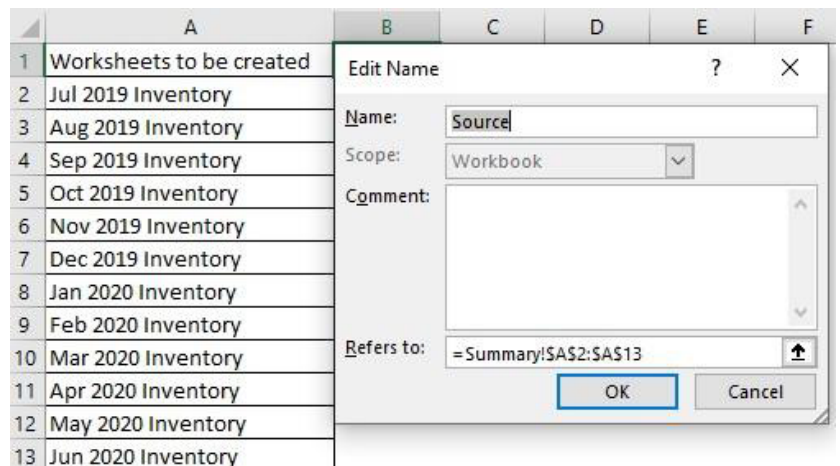 A B C D E F
1 Worksheets to be created
2 Jul 2019 Inventory
3 Aug 2019 Inventory
4 Sep 2019 Inventory
5 Oct 2019 Inventory
6 Nov 2019 Inventory
7 Dec 2019 Inventory
8 Jan 2020 Inventory
9 Feb 2020 Inventory
10 Mar 2020 Inventory
11 Apr 2020 Inventory
12 May 2020 Inventory
13 Jun 2020 Inventory
Edit Name ?
Name: Source
Scope: Workbook
Comment:
Refers to: =Summary!$A$2:$A$13
OK Cancel